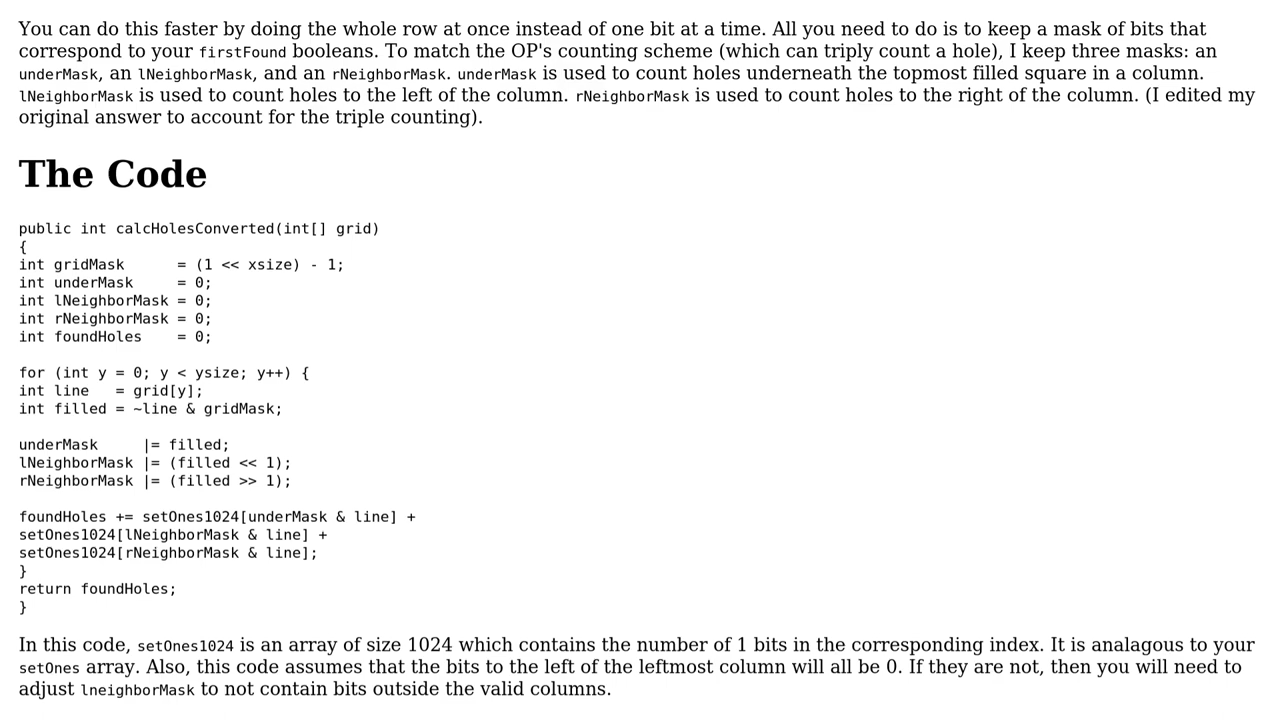 You can do this faster by doing the whole row at once instead of one bit at a time. All you need to do is to keep a mask of bits that
correspond to your firstFound booleans. To match the OP's counting scheme (which can triply count a hole), I keep three masks: an
underMask, an lNeighborMask, and an rNeighborMask. underMask is used to count holes underneath the topmost filled square in a column.
lNeighborMask is used to count holes to the left of the column. rNeighborMask is used to count holes to the right of the column. (I edited my
original answer to account for the triple counting).
The Code
public int calcHolesConverted(int[] grid)
{
int gridMask      = (1 << xsize) - 1;
int underMask     = 0;
int lNeighborMask = 0;
int rNeighborMask = 0;
int foundHoles    = 0;
for (int y = 0; y < ysize; y++) {
int line   = grid[y];
int filled = ~line & gridMask;
underMask     |= filled;
lNeighborMask |= (filled << 1);
rNeighborMask |= (filled >> 1);
foundHoles += setOnes1024[underMask & line] +
setOnes1024[lNeighborMask & line] +
setOnes1024[rNeighborMask & line];
}
return foundHoles;
}
In this code, setOnes1024 is an array of size 1024 which contains the number of 1 bits in the corresponding index. It is analagous to your
setOnes array. Also, this code assumes that the bits to the left of the leftmost column will all be 0. If they are not, then you will need to
adjust lneighborMask to not contain bits outside the valid columns.